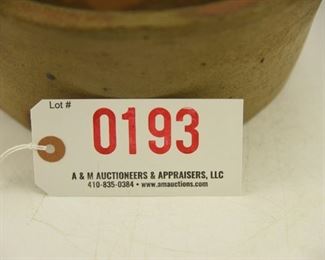 Lot #
0193
A & M AUCTIONEERS & APPRAISERS, LLC
410-835-0384 • www.amauctions.com